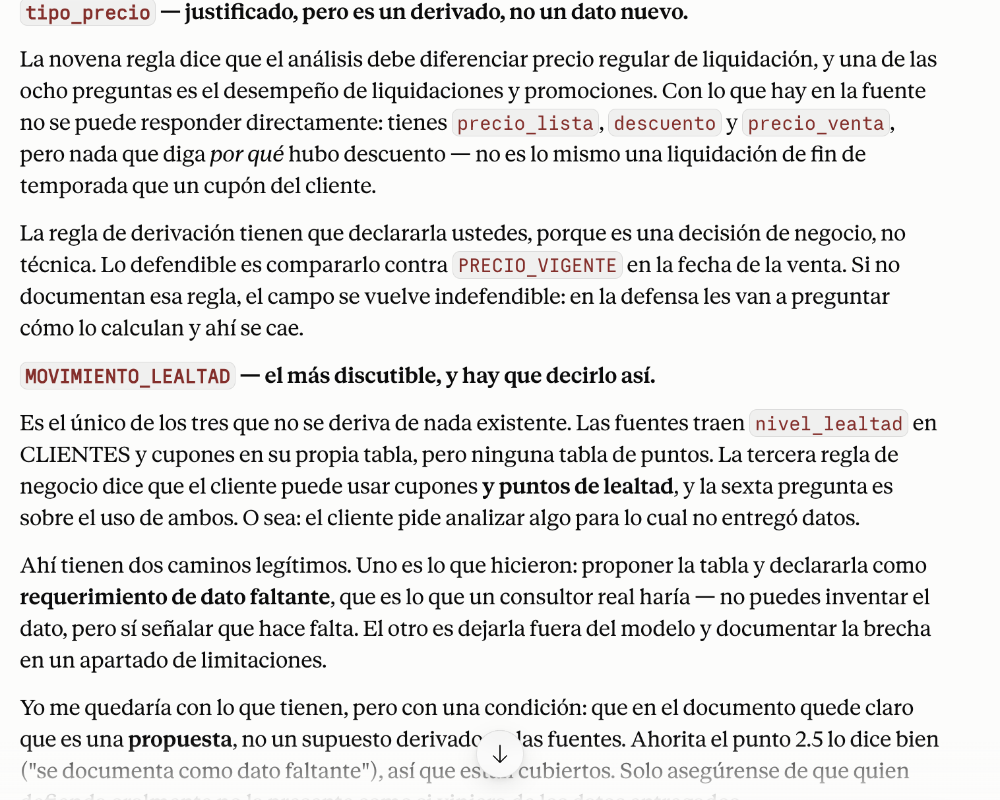 tipo_precio — justificado, pero es un derivado, no un dato nuevo.
La novena regla dice que el análisis debe diferenciar precio regular de liquidación, y una de las
ocho preguntas es el desempeño de liquidaciones y promociones. Con lo que hay en la fuente
no se puede responder directamente: tienes precio_lista, descuento y precio_venta,
pero nada que diga por qué hubo descuento — no es lo mismo una liquidación de fin de
temporada que un cupón del cliente.
La regla de derivación tienen que declararla ustedes, porque es una decisión de negocio, no
técnica. Lo defendible es compararlo contra PRECIO_VIGENTE en la fecha de la venta. Si no
documentan esa regla, el campo se vuelve indefendible: en la defensa les van a preguntar
cómo lo calculan y ahí se cae.
MOVIMIENTO_LEALTAD — el más discutible, y hay que decirlo así.
Es el único de los tres que no se deriva de nada existente. Las fuentes traen nivel_lealtad en
CLIENTES y cupones en su propia tabla, pero ninguna tabla de puntos. La tercera regla de
negocio dice que el cliente puede usar cupones y puntos de lealtad, y la sexta pregunta es
sobre el uso de ambos. O sea: el cliente pide analizar algo para lo cual no entregó datos.
Ahí tienen dos caminos legítimos. Uno es lo que hicieron: proponer la tabla y declararla como
requerimiento de dato faltante, que es lo que un consultor real haría — no puedes inventar el
dato, pero sí señalar que hace falta. El otro es dejarla fuera del modelo y documentar la brecha
en un apartado de limitaciones.
Yo me quedaría con lo que tienen, pero con una condición: que en el documento quede claro
que es una propuesta, no un supuesto derivado las fuentes. Ahorita el punto 2.5 lo dice bien
("se documenta como dato faltante"), así que están cubiertos. Solo asegúrense de que quien